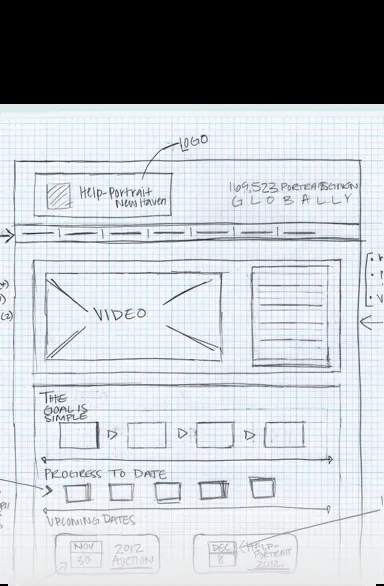 LOGO
Help-Portrait
New Haven
169,523 PORTRAITS GIVEN
GLOBALLY
VIDEO
THE
GOAL IS
SIMPLE
PROGRESS TO DATE
UPCOMING DATES
NOV
30
2012
AUCTION
DEC
8
HELP-
PORTRAIT
2012
(2)